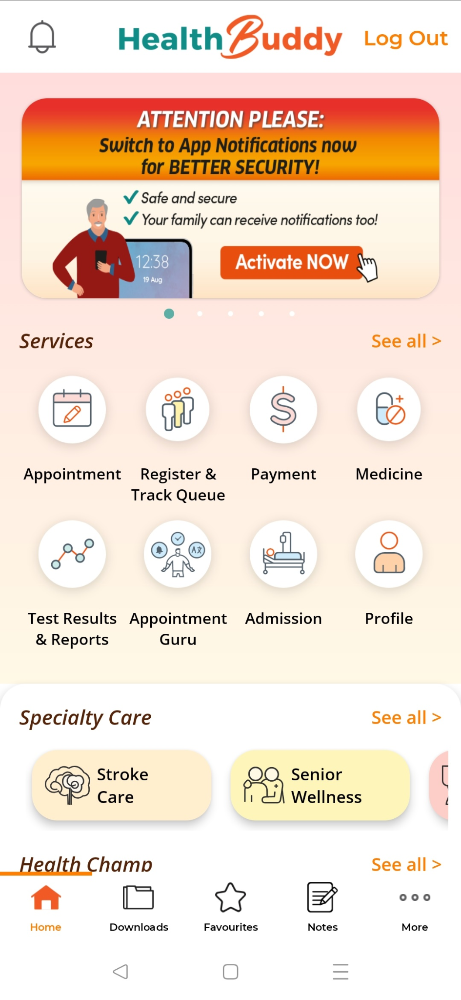 HealthBuddy
Log Out
ATTENTION PLEASE:
Switch to App Notifications now
for BETTER SECURITY!
Safe and secure
Your family can receive notifications too!
12:38
19 Aug
Activate NOW
Services
See all >
Appointment
Register &
Track Queue
Payment
Medicine
Test Results
& Reports
Appointment
Guru
Admission
Profile
Specialty Care
See all >
Stroke
Care
Senior
Wellness
Health Champ
See all >
Home
Downloads
Favourites
Notes
More